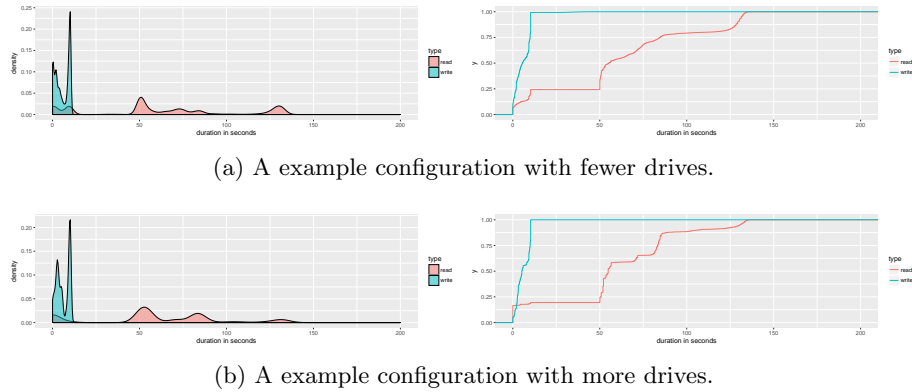 0.25
0.20
0.15
0.10
0.05
0.00
density
0 50 100 150 200
duration in seconds
type
read
write
1.00
0.75
0.50
0.25
0.00
y
0 50 100 150 200
duration in seconds
type
read
write
(a) A example configuration with fewer drives.
0.20
0.15
0.10
0.05
0.00
density
0 50 100 150 200
duration in seconds
type
read
write
1.00
0.75
0.50
0.25
0.00
y
0 50 100 150 200
duration in seconds
type
read
write
(b) A example configuration with more drives.